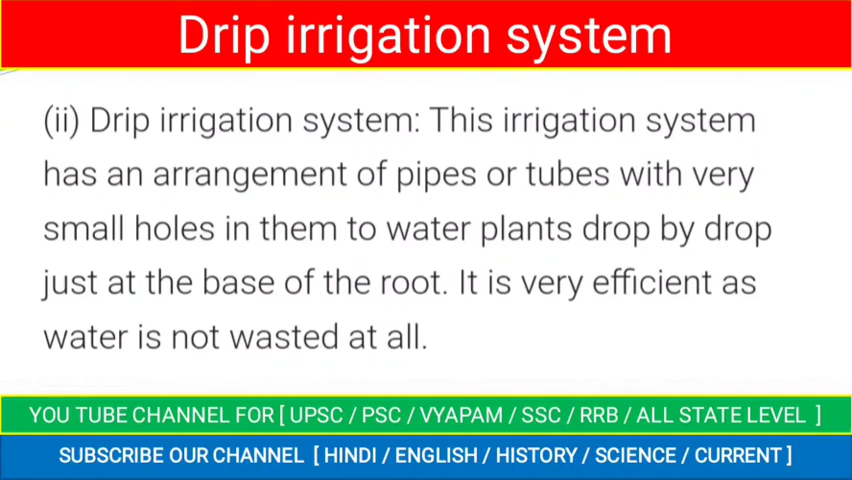 Drip irrigation system
(ii) Drip irrigation system: This irrigation system
has an arrangement of pipes or tubes with very
small holes in them to water plants drop by drop
just at the base of the root. It is very efficient as
water is not wasted at all.
YOU TUBE CHANNEL FOR [ UPSC / PSC / VYAPAM / SSC / RRB / ALL STATE LEVEL ]
SUBSCRIBE OUR CHANNEL [ HINDI / ENGLISH / HISTORY / SCIENCE / CURRENT ]